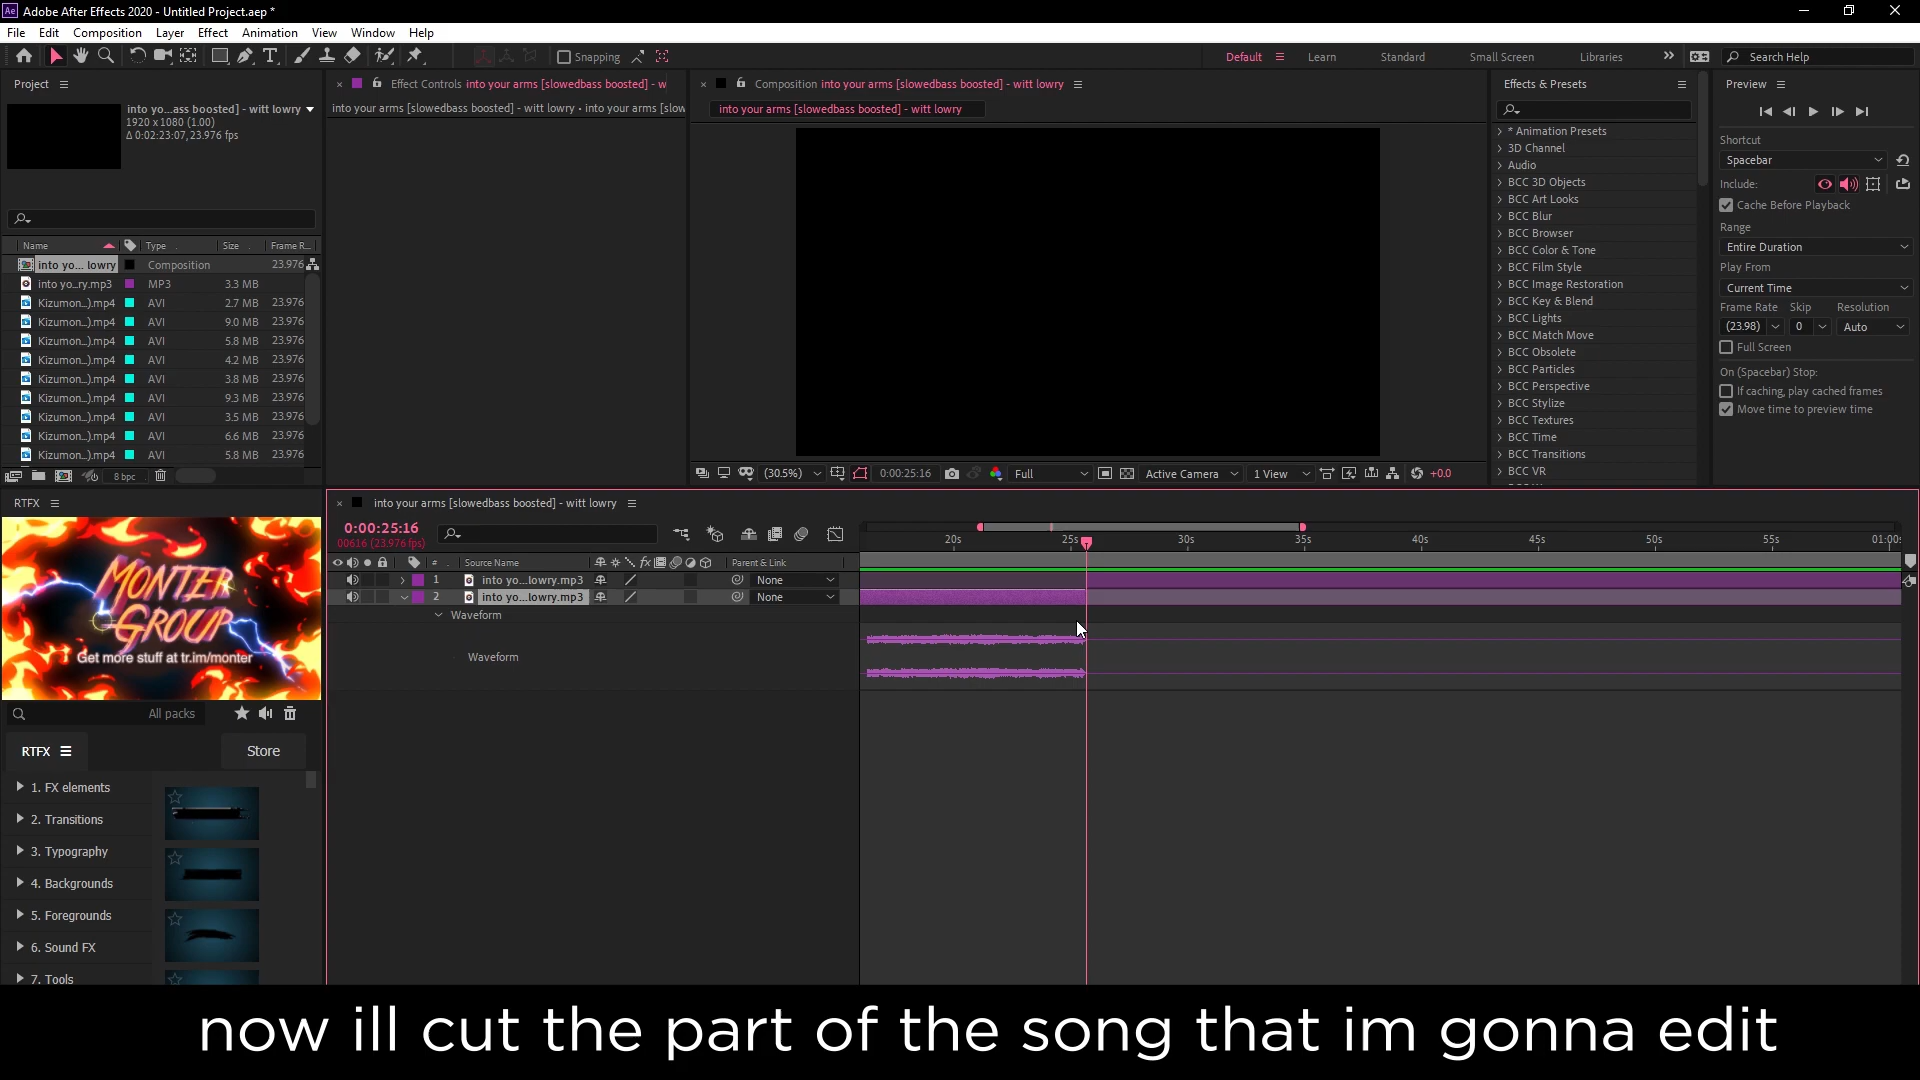 Adobe After Effects 2020 - Untitled Project.aep *
File Edit Composition Layer Effect Animation View Window Help
Snapping
Default Learn Standard Small Screen Libraries Search Help
Project
into yo...ass boosted] - witt lowry
1920 x 1080 (1.00)
Δ 0:02:23:07, 23.976 fps
Name Type Size Frame R...
into yo... lowry Composition 23.976
into yo...ry.mp3 MP3 3.3 MB
Kizumon...).mp4 AVI 2.7 MB 23.976
Kizumon...).mp4 AVI 9.0 MB 23.976
Kizumon...).mp4 AVI 5.8 MB 23.976
Kizumon...).mp4 AVI 4.2 MB 23.976
Kizumon...).mp4 AVI 3.8 MB 23.976
Kizumon...).mp4 AVI 9.3 MB 23.976
Kizumon...).mp4 AVI 3.5 MB 23.976
Kizumon...).mp4 AVI 6.6 MB 23.976
Kizumon...).mp4 AVI 5.8 MB 23.976
8 bpc
Effect Controls into your arms [slowedbass boosted] - w
into your arms [slowedbass boosted] - witt lowry • into your arms [slow
Composition into your arms [slowedbass boosted] - witt lowry
into your arms [slowedbass boosted] - witt lowry
(30.5%) 0:00:25:16 Full Active Camera 1 View +0.0
Effects & Presets
* Animation Presets
3D Channel
Audio
BCC 3D Objects
BCC Art Looks
BCC Blur
BCC Browser
BCC Color & Tone
BCC Film Style
BCC Image Restoration
BCC Key & Blend
BCC Lights
BCC Match Move
BCC Obsolete
BCC Particles
BCC Perspective
BCC Stylize
BCC Textures
BCC Time
BCC Transitions
BCC VR
Preview
Shortcut
Spacebar
Include:
Cache Before Playback
Range
Entire Duration
Play From
Current Time
Frame Rate Skip Resolution
(23.98) 0 Auto
Full Screen
On (Spacebar) Stop:
If caching, play cached frames
Move time to preview time
RTFX
MONTER
GROUP
Get more stuff at tr.im/monter
All packs
RTFX Store
1. FX elements
2. Transitions
3. Typography
4. Backgrounds
5. Foregrounds
6. Sound FX
7. Tools
into your arms [slowedbass boosted] - witt lowry
0:00:25:16
00616 (23.976 fps)
20s 25s 30s 35s 40s 45s 50s 55s 01:00s
# Source Name fx Parent & Link
1 into yo...lowry.mp3 None
2 into yo...lowry.mp3 None
Waveform
Waveform
now ill cut the part of the song that im gonna edit